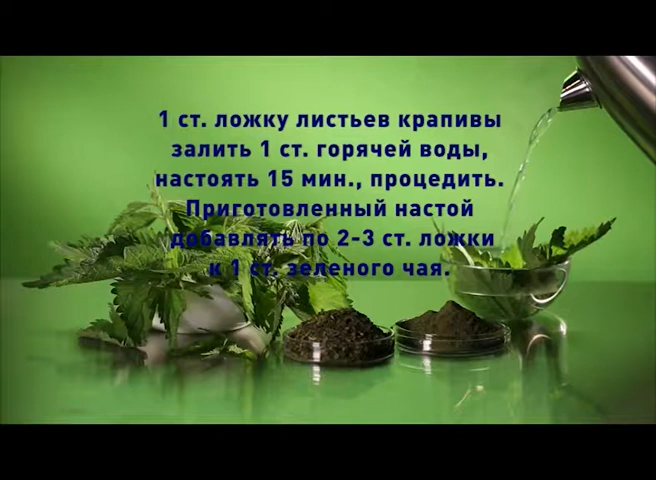 1 ст. ложку листьев крапивы
залить 1 ст. горячей воды,
настоять 15 мин., процедить.
Приготовленный настой
добавлять по 2-3 ст. ложки
к 1 ст. зеленого чая.